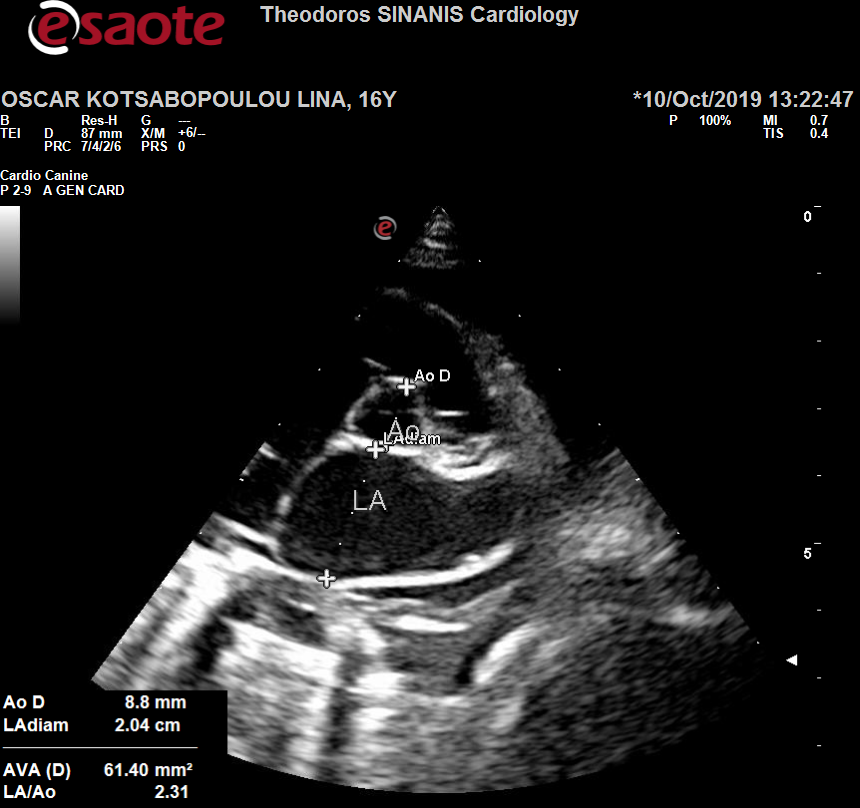 esaote
Theodoros SINANIS Cardiology
OSCAR KOTSABOPOULOU LINA, 16Y
*10/Oct/2019 13:22:47
B Res-H G ---
TEI D 87 mm X/M +6/--
PRC 7/4/2/6 PRS 0
P 100% MI 0.7
TIS 0.4
Cardio Canine
P 2-9 A GEN CARD
0
e
Ao D
Ao
LAdiam
LA
5
Ao D 8.8 mm
LAdiam 2.04 cm
AVA (D) 61.40 mm²
LA/Ao 2.31